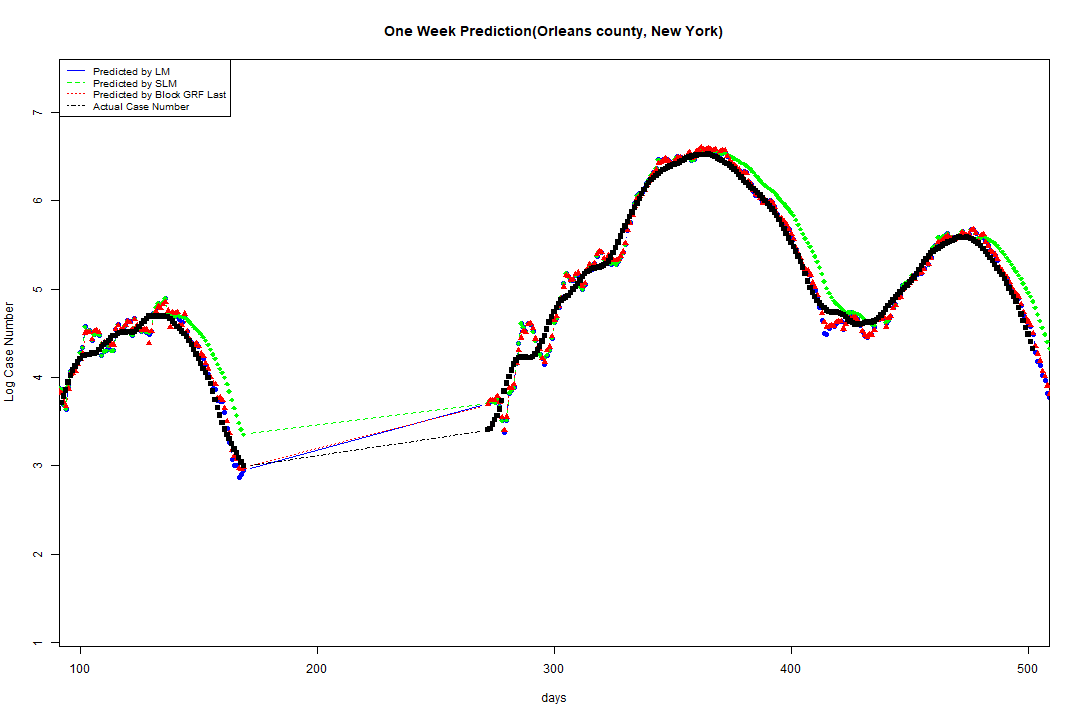 One Week Prediction(Orleans county, New York)
Predicted by LM
Predicted by SLM
Predicted by Block GRF Last
Actual Case Number
Log Case Number
7
6
5
4
3
2
1
100 200 300 400 500
days